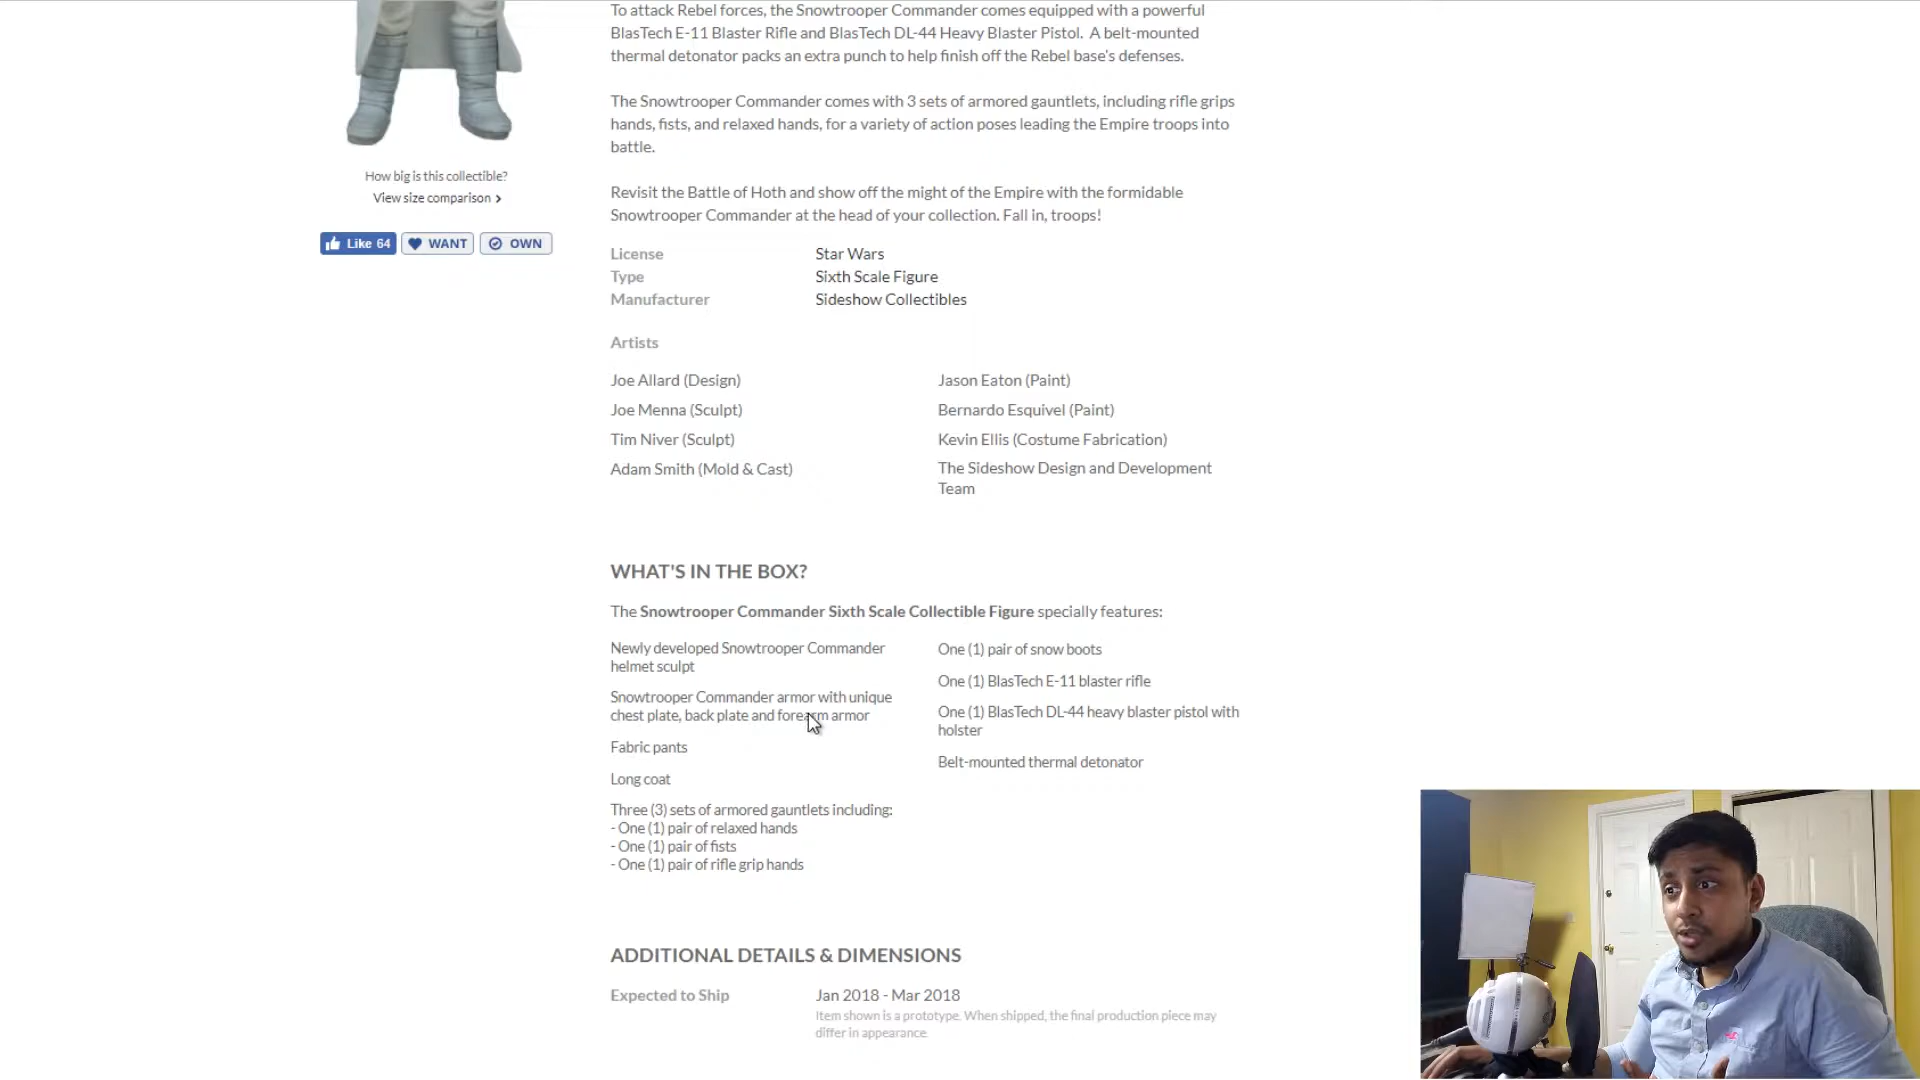 To attack Rebel forces, the Snowtrooper Commander comes equipped with a powerful
BlasTech E-11 Blaster Rifle and BlasTech DL-44 Heavy Blaster Pistol. A belt-mounted
thermal detonator packs an extra punch to help finish off the Rebel base's defenses.
The Snowtrooper Commander comes with 3 sets of armored gauntlets, including rifle grips
hands, fists, and relaxed hands, for a variety of action poses leading the Empire troops into
battle.
How big is this collectible?
View size comparison >
Revisit the Battle of Hoth and show off the might of the Empire with the formidable
Snowtrooper Commander at the head of your collection. Fall in, troops!
Like 64 WANT OWN
License Star Wars
Type Sixth Scale Figure
Manufacturer Sideshow Collectibles
Artists
Joe Allard (Design)
Joe Menna (Sculpt)
Tim Niver (Sculpt)
Adam Smith (Mold & Cast)
Jason Eaton (Paint)
Bernardo Esquivel (Paint)
Kevin Ellis (Costume Fabrication)
The Sideshow Design and Development
Team
WHAT'S IN THE BOX?
The Snowtrooper Commander Sixth Scale Collectible Figure specially features:
Newly developed Snowtrooper Commander
helmet sculpt
Snowtrooper Commander armor with unique
chest plate, back plate and forearm armor
Fabric pants
Long coat
Three (3) sets of armored gauntlets including:
- One (1) pair of relaxed hands
- One (1) pair of fists
- One (1) pair of rifle grip hands
One (1) pair of snow boots
One (1) BlasTech E-11 blaster rifle
One (1) BlasTech DL-44 heavy blaster pistol with
holster
Belt-mounted thermal detonator
ADDITIONAL DETAILS & DIMENSIONS
Expected to Ship Jan 2018 - Mar 2018
Item shown is a prototype. When shipped, the final production piece may
differ in appearance.